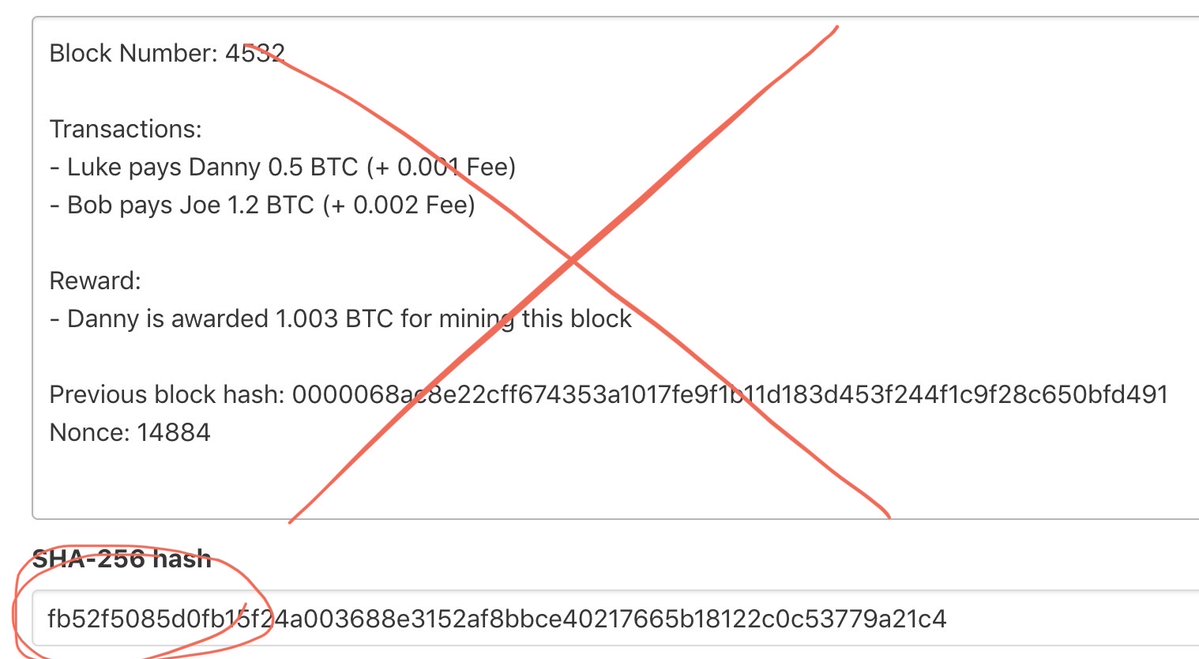 Block Number: 4532
Transactions:
- Luke pays Danny 0.5 BTC (+ 0.001 Fee)
- Bob pays Joe 1.2 BTC (+ 0.002 Fee)
Reward:
- Danny is awarded 1.003 BTC for mining this block
Previous block hash: 0000068ac8e22cff674353a1017fe9f1b11d183d453f244f1c9f28c650bfd491
Nonce: 14884
SHA-256 hash
fb52f5085d0fb15f24a003688e3152af8bbce40217665b18122c0c53779a21c4